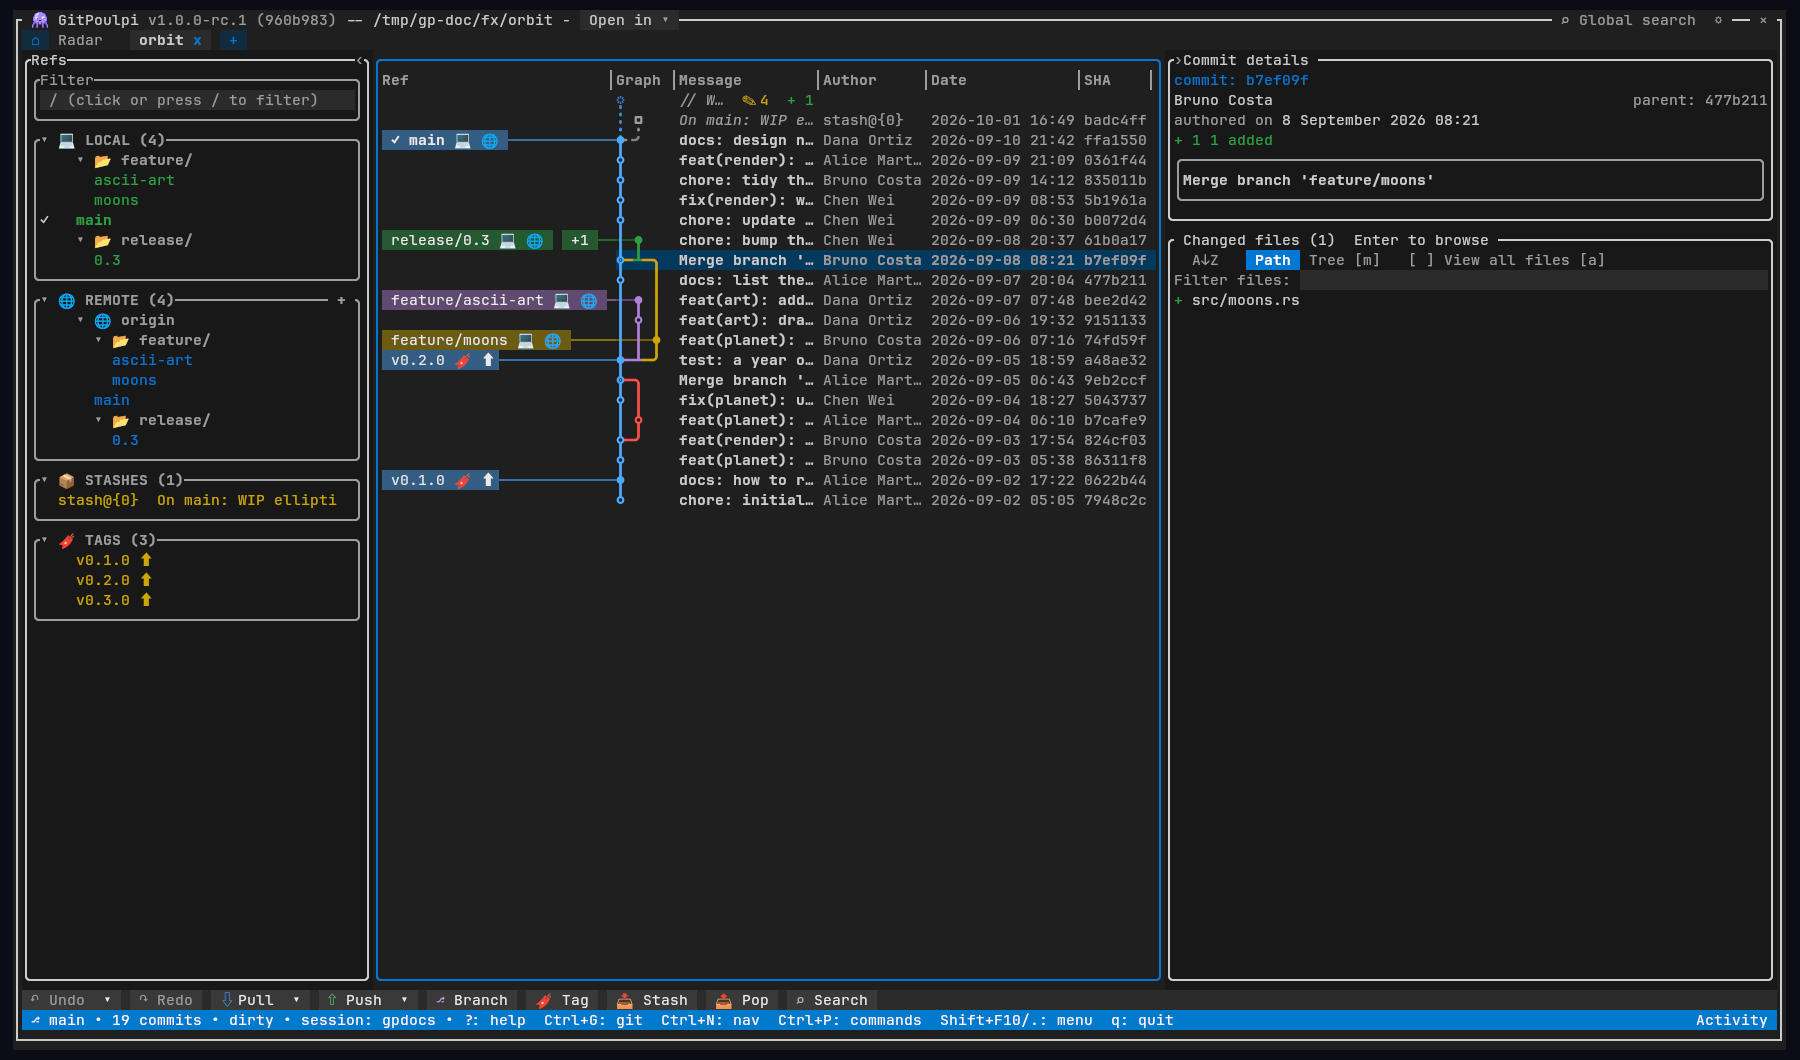 GitPoulpi v1.0.0-rc.1 (960b983) -- /tmp/gp-doc/fx/orbit - Open in ▾ ⌕ Global search ×
⌂ Radar orbit x +
Refs ‹
Filter
/ (click or press / to filter)
▾ LOCAL (4)
▾ feature/
ascii-art
moons
✓ main
▾ release/
0.3
▾ REMOTE (4) +
▾ origin
▾ feature/
ascii-art
moons
main
▾ release/
0.3
▾ STASHES (1)
stash@{0} On main: WIP ellipti
▾ TAGS (3)
v0.1.0 ⬆
v0.2.0 ⬆
v0.3.0 ⬆
Ref Graph Message Author Date SHA
// W… ✎ 4 + 1
On main: WIP e… stash@{0} 2026-10-01 16:49 badc4ff
✓ main docs: design n… Dana Ortiz 2026-09-10 21:42 ffa1550
feat(render): … Alice Mart… 2026-09-09 21:09 0361f44
chore: tidy th… Bruno Costa 2026-09-09 14:12 835011b
fix(render): w… Chen Wei 2026-09-09 08:53 5b1961a
chore: update … Chen Wei 2026-09-09 06:30 b0072d4
release/0.3 +1 chore: bump th… Chen Wei 2026-09-08 20:37 61b0a17
Merge branch '… Bruno Costa 2026-09-08 08:21 b7ef09f
docs: list the… Alice Mart… 2026-09-07 20:04 477b211
feature/ascii-art feat(art): add… Dana Ortiz 2026-09-07 07:48 bee2d42
feat(art): dra… Dana Ortiz 2026-09-06 19:32 9151133
feature/moons feat(planet): … Bruno Costa 2026-09-06 07:16 74fd59f
v0.2.0 ⬆ test: a year o… Dana Ortiz 2026-09-05 18:59 a48ae32
Merge branch '… Alice Mart… 2026-09-05 06:43 9eb2ccf
fix(planet): u… Chen Wei 2026-09-04 18:27 5043737
feat(planet): … Alice Mart… 2026-09-04 06:10 b7cafe9
feat(render): … Bruno Costa 2026-09-03 17:54 824cf03
feat(planet): … Bruno Costa 2026-09-03 05:38 86311f8
v0.1.0 ⬆ docs: how to r… Alice Mart… 2026-09-02 17:22 0622b44
chore: initial… Alice Mart… 2026-09-02 05:05 7948c2c
›Commit details
commit: b7ef09f
Bruno Costa parent: 477b211
authored on 8 September 2026 08:21
+ 1 1 added
Merge branch 'feature/moons'
Changed files (1) Enter to browse
A↓Z Path Tree [m] [ ] View all files [a]
Filter files:
+ src/moons.rs
Undo ▾ Redo Pull ▾ Push ▾ Branch Tag Stash Pop Search
main • 19 commits • dirty • session: gpdocs • ?: help Ctrl+G: git Ctrl+N: nav Ctrl+P: commands Shift+F10/.: menu q: quit Activity